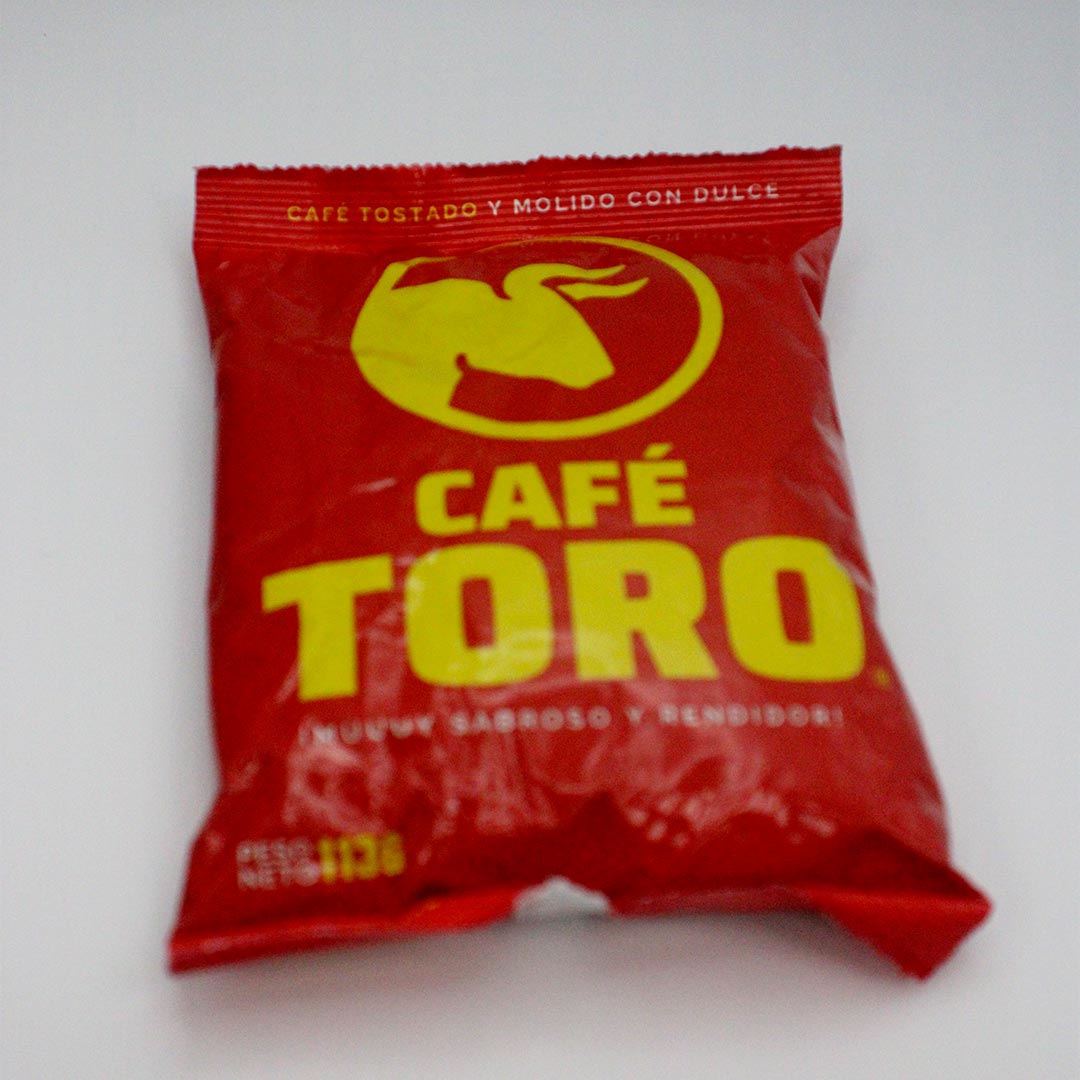 CAFÉ TOSTADO Y MOLIDO CON DULCE
CAFÉ
TORO
¡MUUUY SABROSO Y RENDIDOR!
PESO
NETO 113G